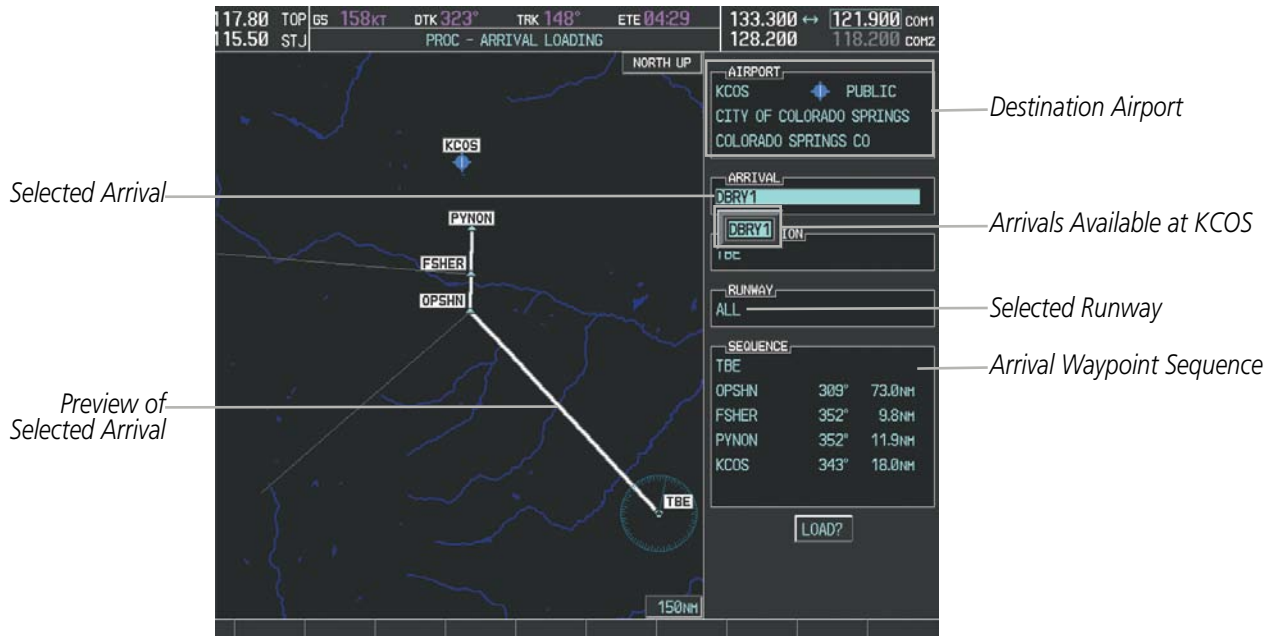 117.80 TOP GS 158KT DTK 323° TRK 148° ETE 04:29 133.300 ↔ 121.900 COM1
115.50 STJ PROC – ARRIVAL LOADING 128.200 118.200 COM2
NORTH UP
AIRPORT
KCOS PUBLIC
CITY OF COLORADO SPRINGS
COLORADO SPRINGS CO
Destination Airport
KCOS
Selected Arrival
ARRIVAL
DBRY1
DBRY1
Arrivals Available at KCOS
TBE
PYNON
FSHER
OPSHN
RUNWAY
ALL
Selected Runway
SEQUENCE
Arrival Waypoint Sequence
TBE
OPSHN 309° 73.0NM
FSHER 352° 9.8NM
PYNON 352° 11.9NM
KCOS 343° 18.0NM
Preview of
Selected Arrival
TBE
LOAD?
150NM